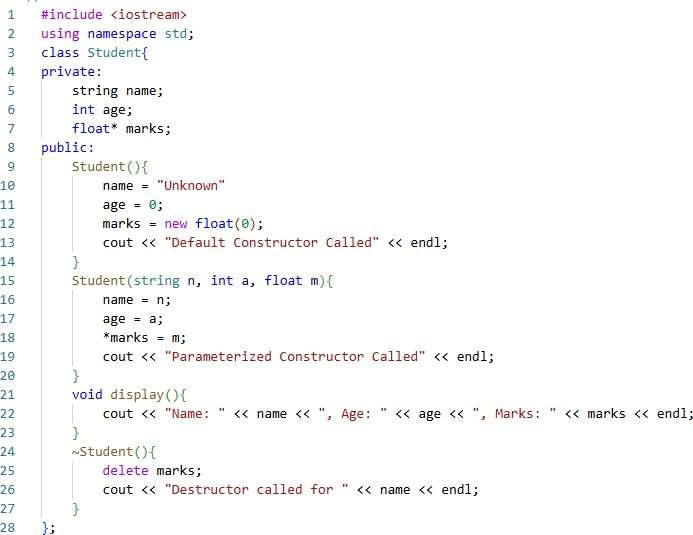 1 #include <iostream>
2 using namespace std;
3 class Student{
4 private:
5     string name;
6     int age;
7     float* marks;
8 public:
9     Student(){
10         name = "Unknown"
11         age = 0;
12         marks = new float(0);
13         cout << "Default Constructor Called" << endl;
14     }
15     Student(string n, int a, float m){
16         name = n;
17         age = a;
18         *marks = m;
19         cout << "Parameterized Constructor Called" << endl;
20     }
21     void display(){
22         cout << "Name: " << name << ", Age: " << age << ", Marks: " << marks << endl;
23     }
24     ~Student(){
25         delete marks;
26         cout << "Destructor called for " << name << endl;
27     }
28 };